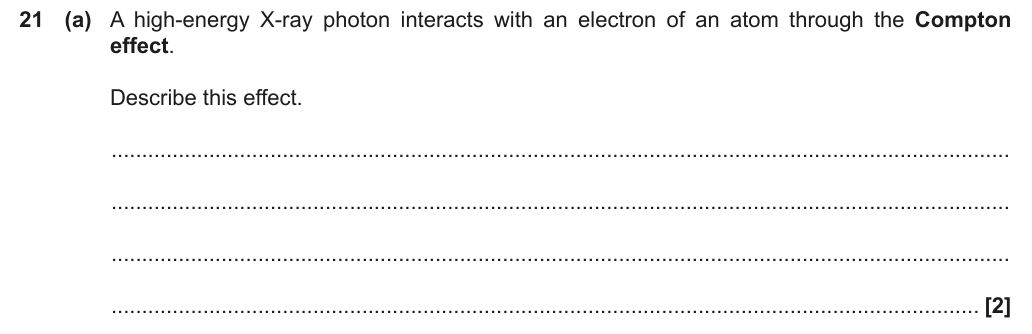 21 (a) A high-energy X-ray photon interacts with an electron of an atom through the Compton
effect.
Describe this effect.
....................................................................................................................................................
....................................................................................................................................................
....................................................................................................................................................
............................................................................................................................................... [2]